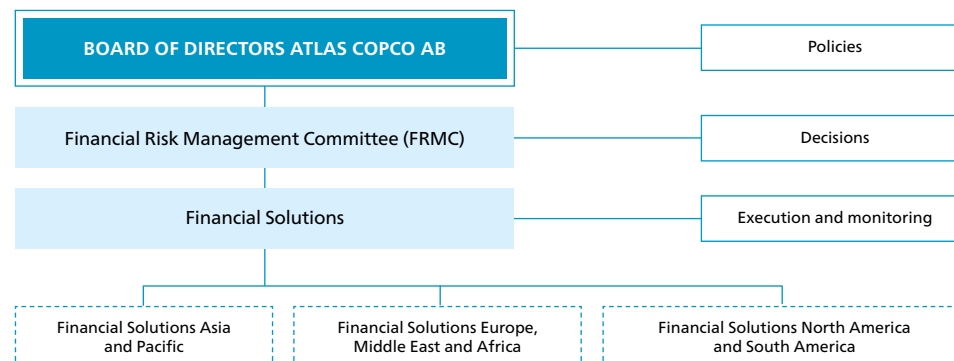 BOARD OF DIRECTORS ATLAS COPCO AB
Policies
Financial Risk Management Committee (FRMC)
Decisions
Financial Solutions
Execution and monitoring
Financial Solutions Asia
and Pacific
Financial Solutions Europe,
Middle East and Africa
Financial Solutions North America
and South America